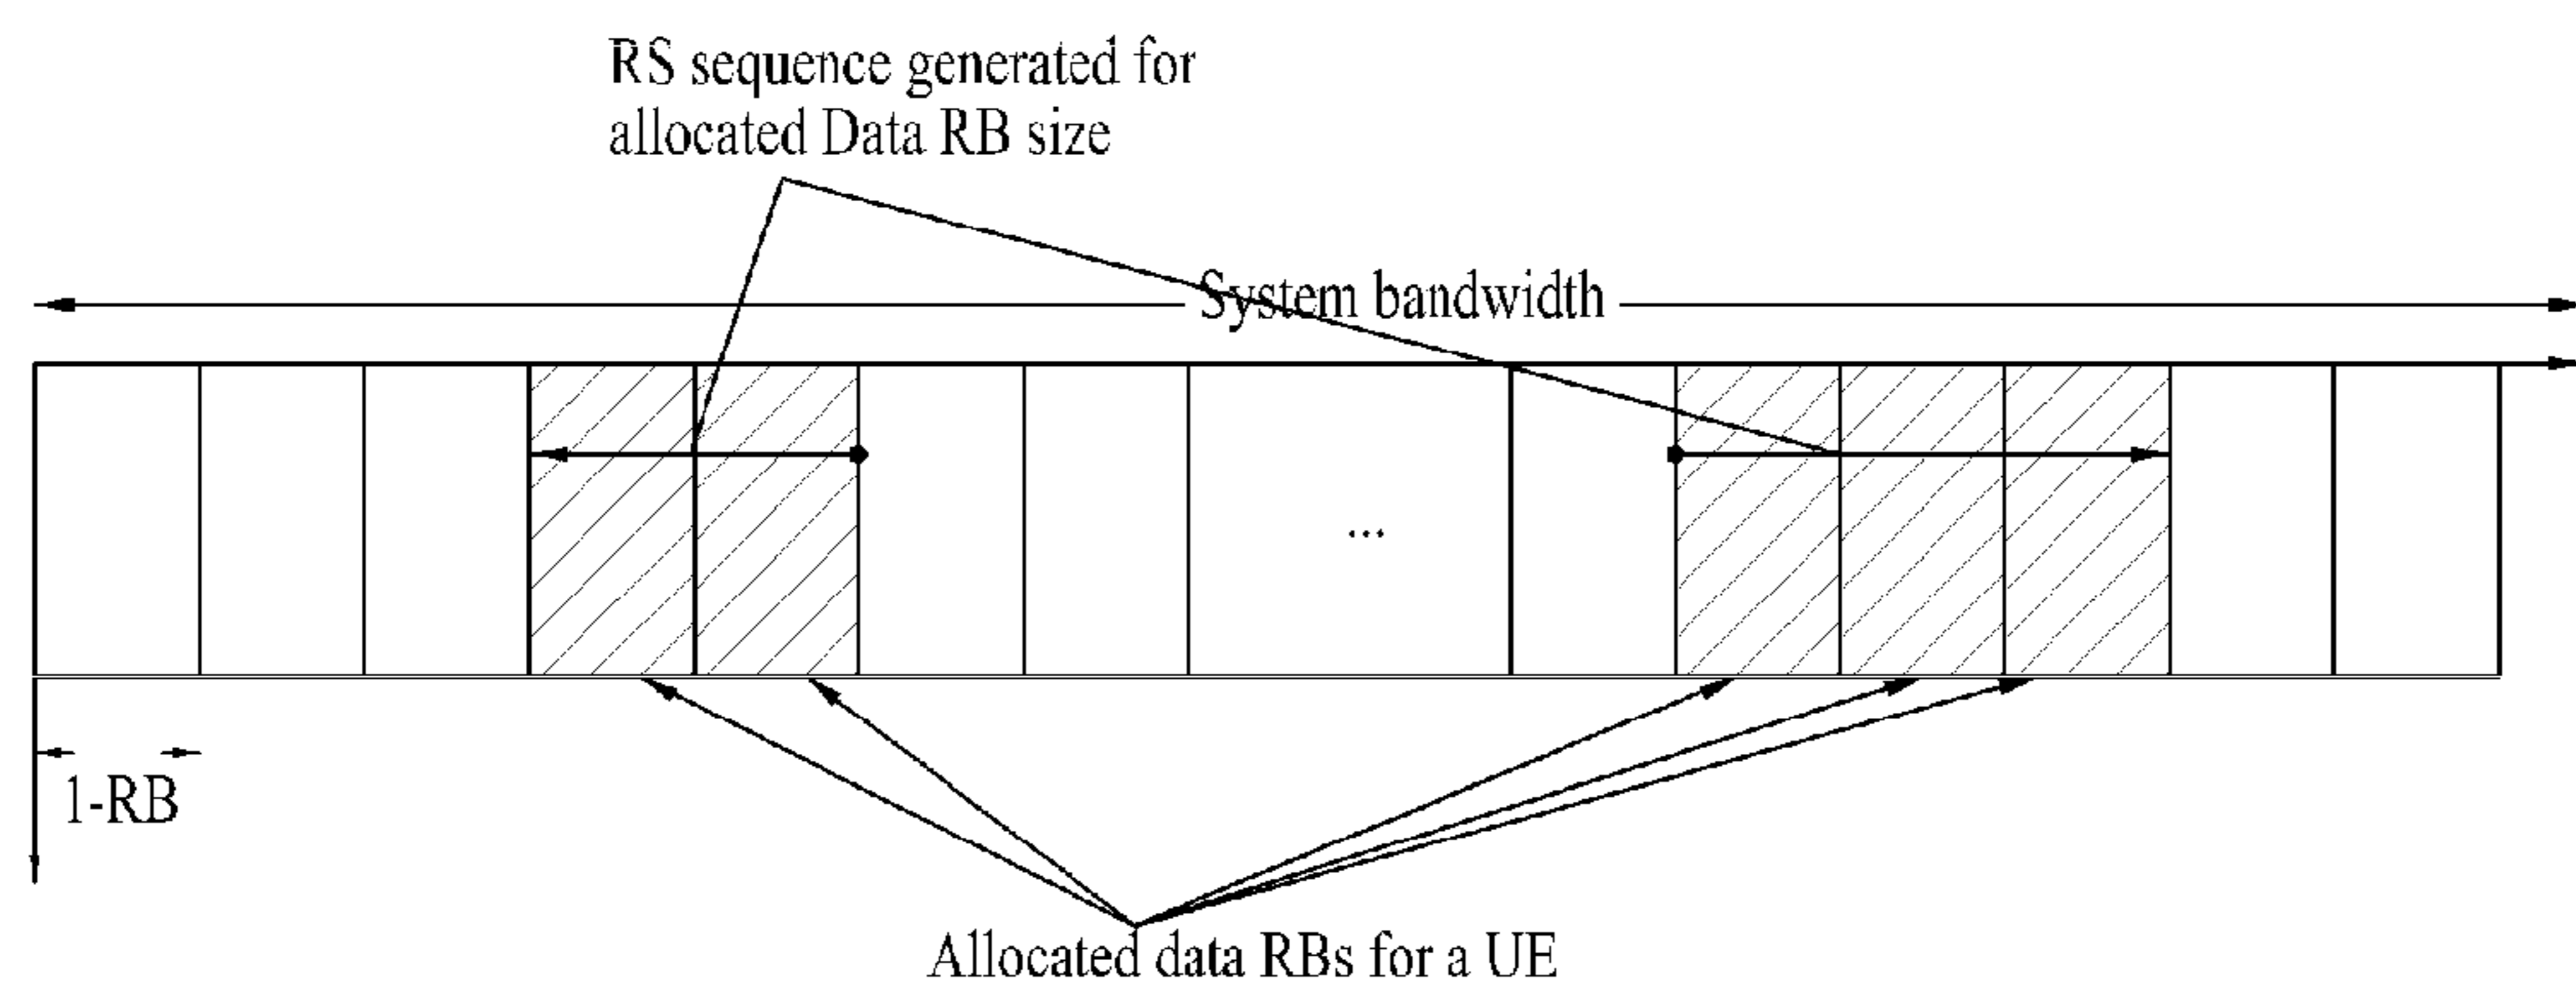 RS sequence generated for
allocated Data RB size
System bandwidth
...
1-RB
Allocated data RBs for a UE